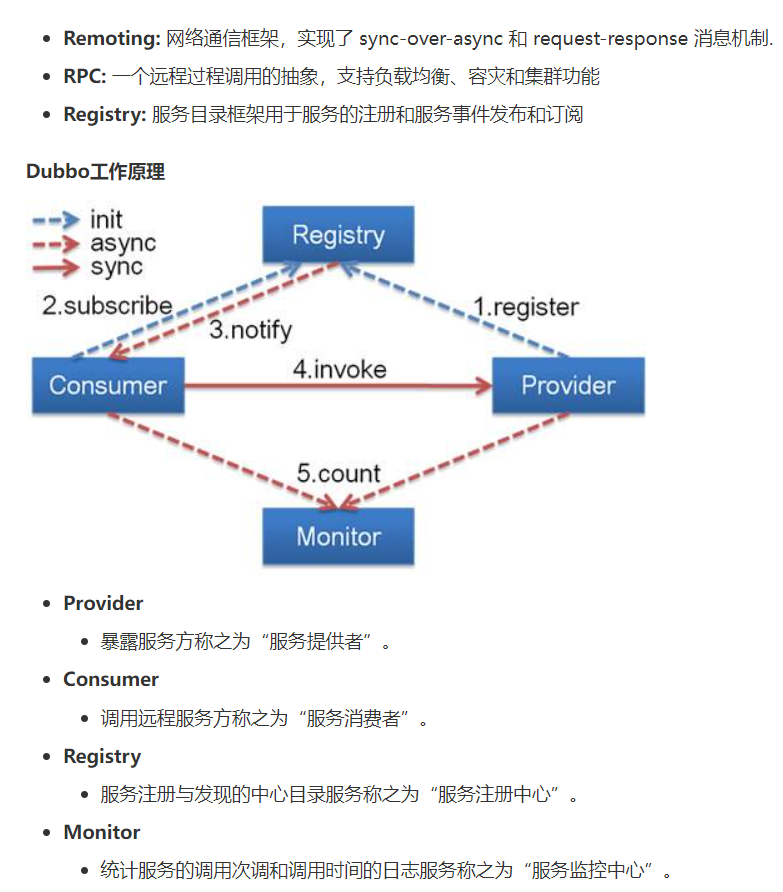 Remoting: 网络通信框架，实现了 sync-over-async 和 request-response 消息机制.
RPC: 一个远程过程调用的抽象，支持负载均衡、容灾和集群功能
Registry: 服务目录框架用于服务的注册和服务事件发布和订阅
Dubbo工作原理
init
async
sync
Registry
2.subscribe
3.notify
1.register
Consumer
4.invoke
Provider
5.count
Monitor
Provider
暴露服务方称之为“服务提供者”。
Consumer
调用远程服务方称之为“服务消费者”。
Registry
服务注册与发现的中心目录服务称之为“服务注册中心”。
Monitor
统计服务的调用次调和调用时间的日志服务称之为“服务监控中心”。